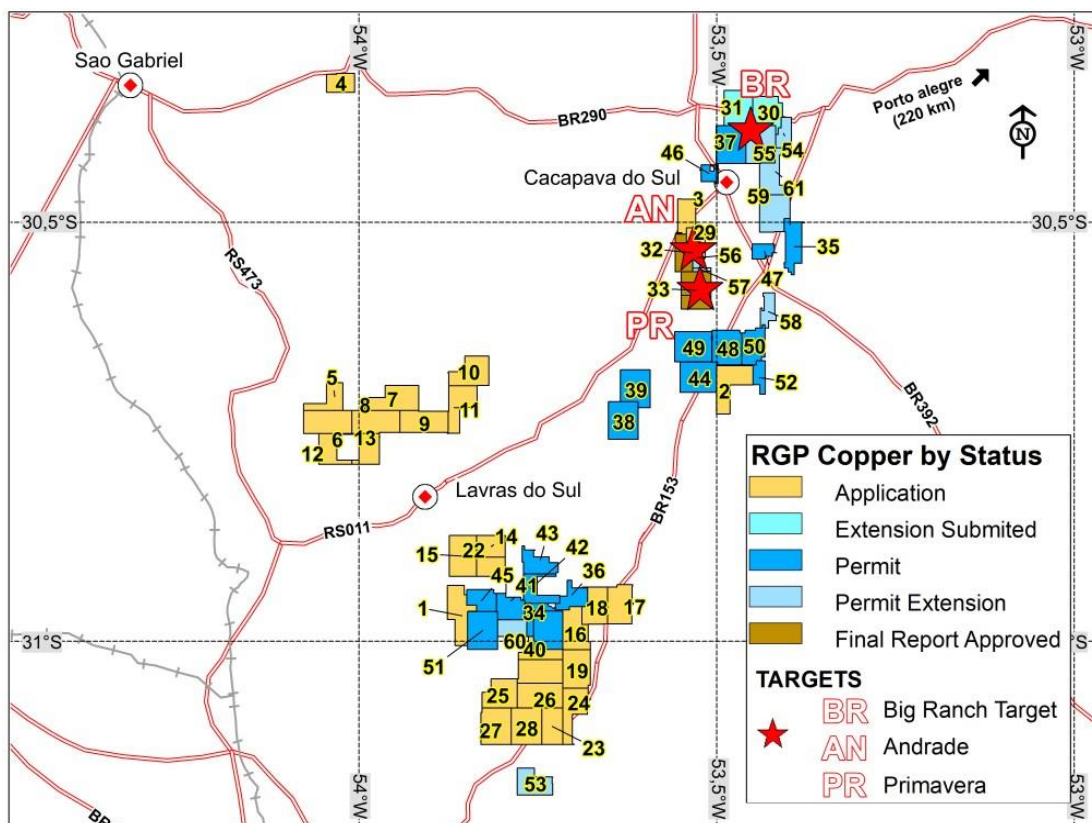 54°W
53,5°W
53°W
Sao Gabriel
4
BR290
Porto alegre
(220 km)
N
BR
31
30
37
55
54
46
Cacapava do Sul
59
61
30,5°S
30,5°S
AN
3
29
32
56
35
47
33
57
PR
58
RS473
49
48
50
44
2
52
39
38
BR392
5
10
7
8
11
9
6
13
12
Lavras do Sul
RS011
BR153
14
22
15
43
42
45
41
36
1
34
18
17
16
60
31°S
31°S
51
40
19
25
26
24
27
28
23
53
BR
54°W
53,5°W
53°W
RGP Copper by Status
Application
Extension Submited
Permit
Permit Extension
Final Report Approved
TARGETS
BR Big Ranch Target
AN Andrade
PR Primavera